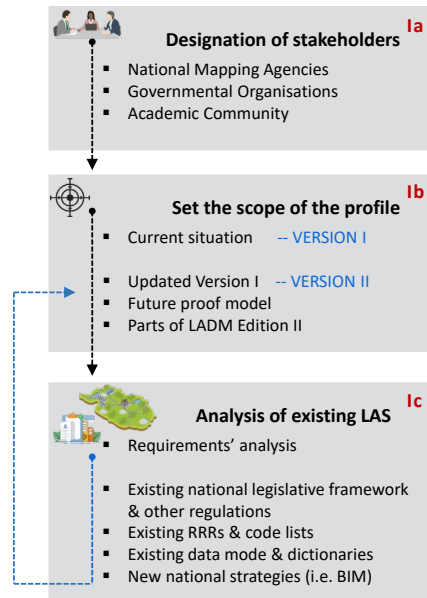 Ia
Designation of stakeholders
▪ National Mapping Agencies
▪ Governmental Organisations
▪ Academic Community
Ib
Set the scope of the profile
▪ Current situation -- VERSION I
▪ Updated Version I -- VERSION II
▪ Future proof model
▪ Parts of LADM Edition II
Ic
Analysis of existing LAS
▪ Requirements’ analysis
▪ Existing national legislative framework
& other regulations
▪ Existing RRRs & code lists
▪ Existing data mode & dictionaries
▪ New national strategies (i.e. BIM)